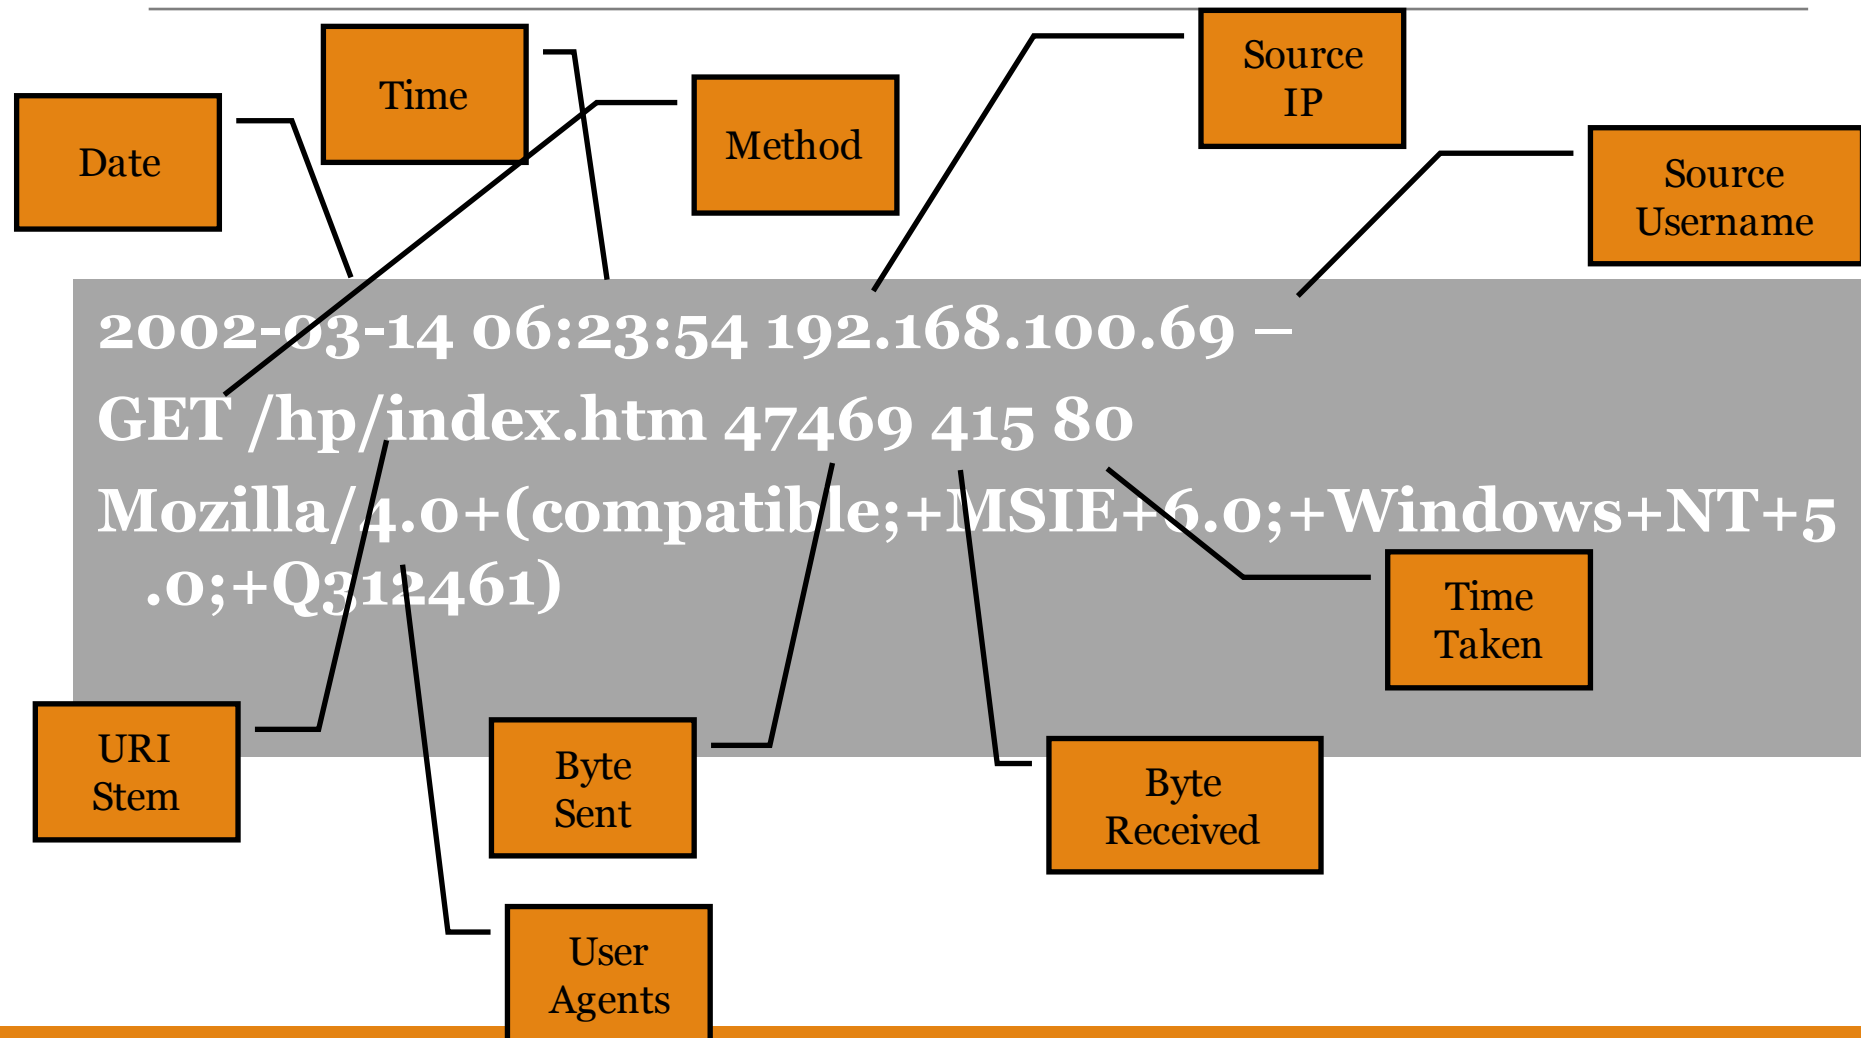 Time
Source
IP
Date
Method
Source
Username
2002-03-14 06:23:54 192.168.100.69 –
GET /hp/index.htm 47469 415 80
Mozilla/4.0+(compatible;+MSIE+6.0;+Windows+NT+5
.0;+Q312461)
Time
Taken
URI
Stem
Byte
Sent
Byte
Received
User
Agents